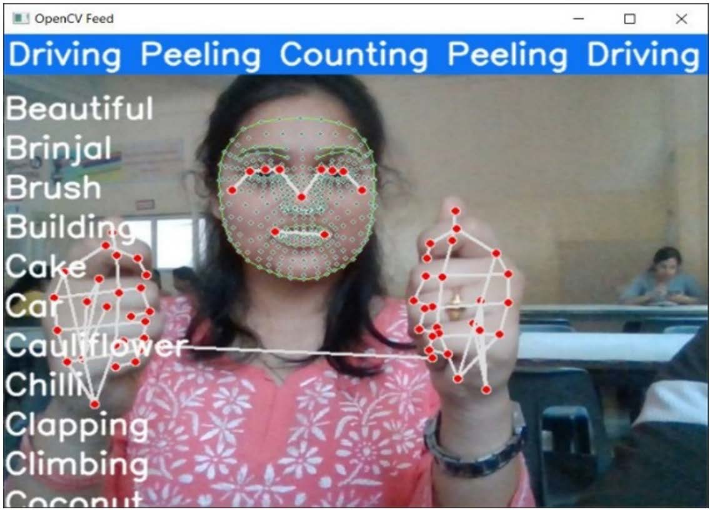 OpenCV Feed
Driving Peeling Counting Peeling Driving
Beautiful
Brinjal
Brush
Building
Cake
Car
Cauliflower
Chilli
Clapping
Climbing
Coconut